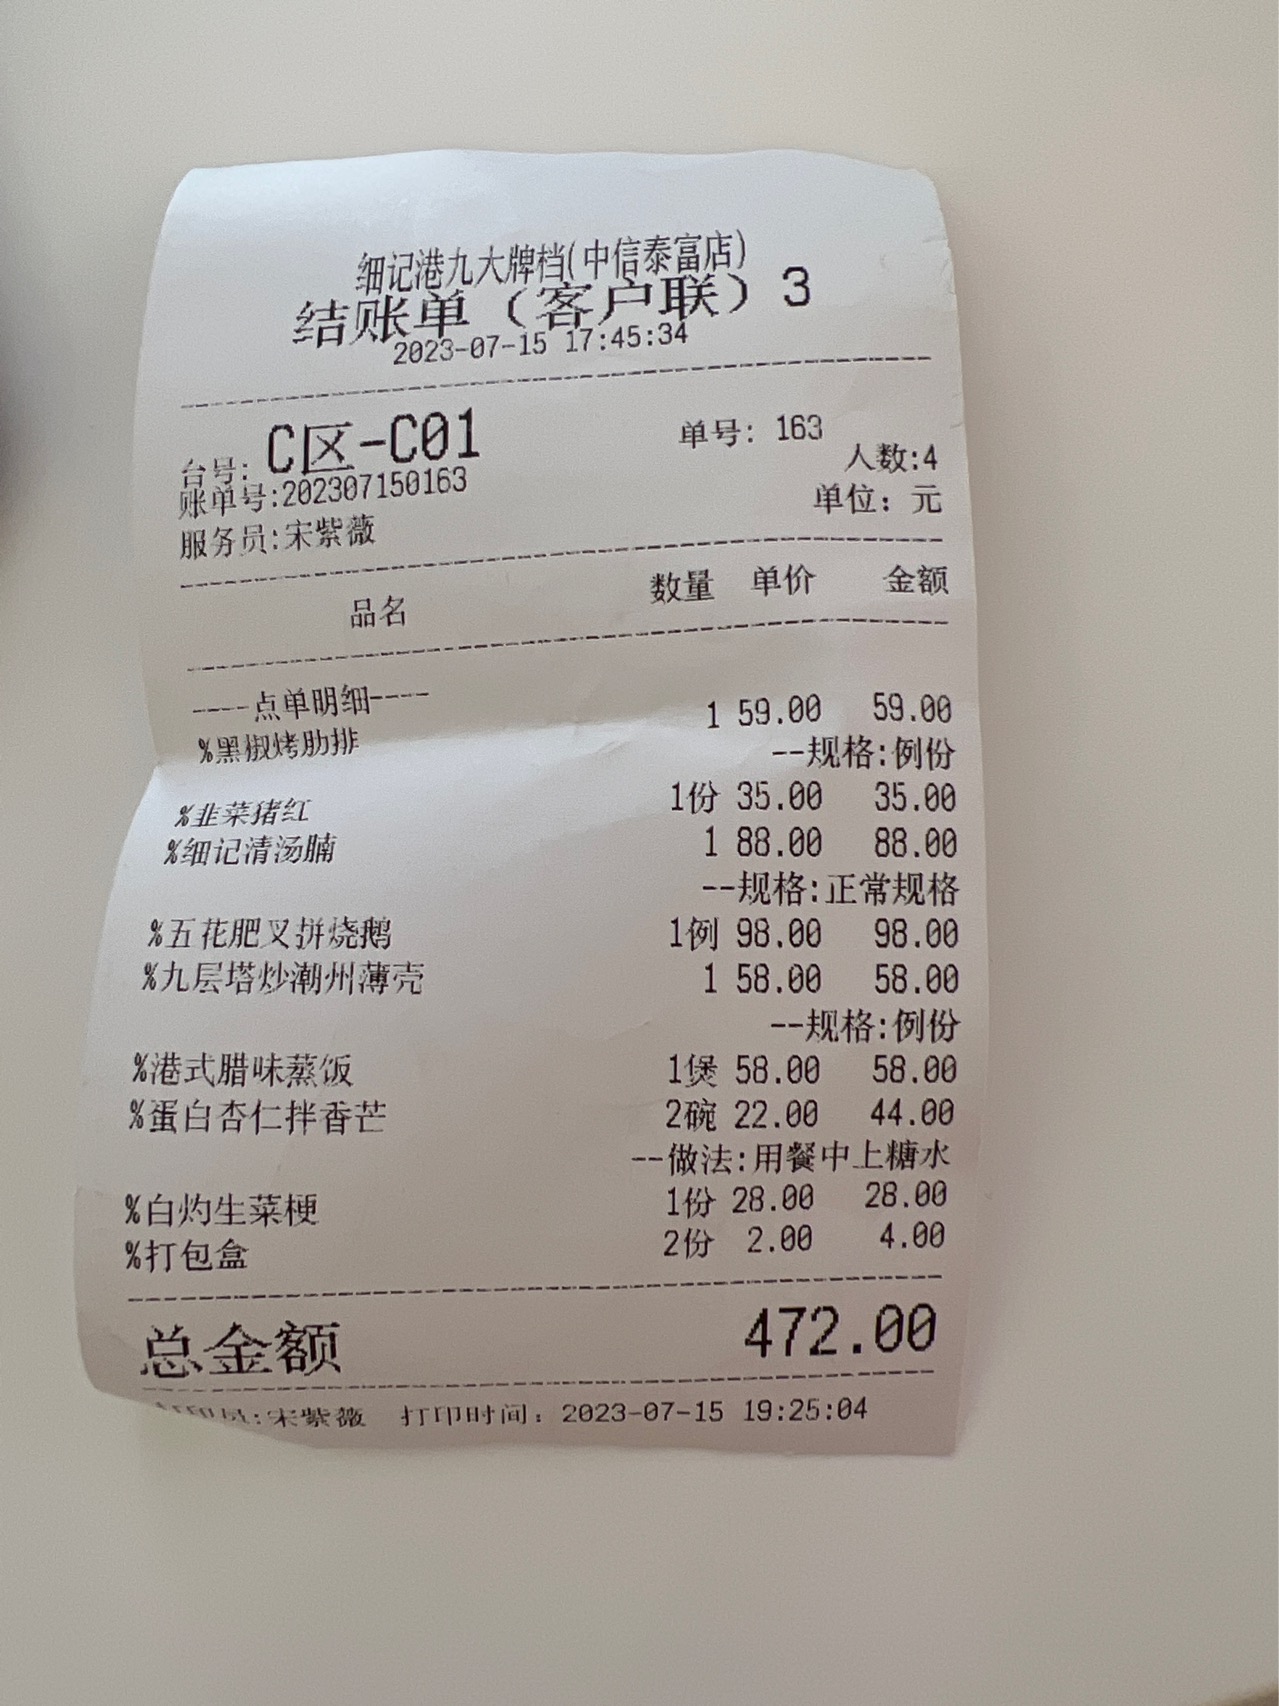 细记港九大牌档(中信泰富店)
结账单（客户联）3
2023-07-15 17:45:34
台号: C区-C01 单号: 163
人数:4
账单号:202307150163
单位: 元
服务员:宋紫薇
品名 数量 单价 金额
----点单明细----
%黑椒烤肋排 1 59.00 59.00
--规格:例份
%韭菜猪红 1份 35.00 35.00
%细记清汤腩 1 88.00 88.00
--规格:正常规格
%五花肥叉拼烧鹅 1例 98.00 98.00
%九层塔炒潮州薄壳 1 58.00 58.00
--规格:例份
%港式腊味蒸饭 1煲 58.00 58.00
%蛋白杏仁拌香芒 2碗 22.00 44.00
--做法:用餐中上糖水
%白灼生菜梗 1份 28.00 28.00
%打包盒 2份 2.00 4.00
总金额 472.00
打印员:宋紫薇 打印时间: 2023-07-15 19:25:04